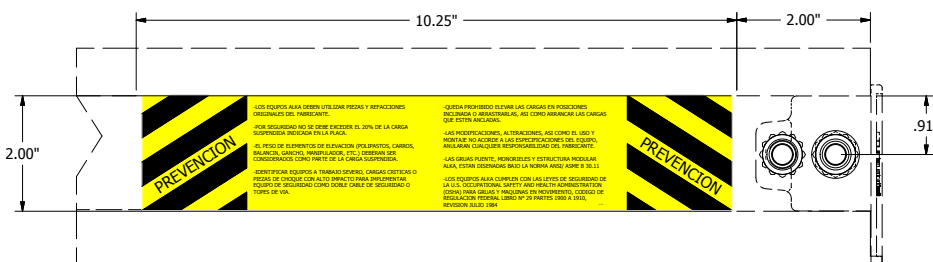 10.25"
2.00"
2.00"
.91
PREVENCION
-LOS EQUIPOS ALKA DEBEN UTILIZAR PIEZAS Y REFACCIONES
ORIGINALES DEL FABRICANTE.
-POR SEGURIDAD NO SE DEBE EXCEDER EL 20% DE LA CARGA
SUSPENDIDA INDICADA EN LA PLACA.
-EL PESO DE ELEMENTOS DE ELEVACION (POLIPASTOS, CARROS,
BALANCIN, GANCHO, MANIPULADOR, ETC.) DEBERAN SER
CONSIDERADOS COMO PARTE DE LA CARGA SUSPENDIDA.
-IDENTIFICAR EQUIPOS A TRABAJO SEVERO, CARGAS CRITICAS O
PIEZAS DE CHOQUE CON ALTO IMPACTO PARA IMPLEMENTAR
EQUIPO DE SEGURIDAD COMO DOBLE CABLE DE SEGURIDAD O
TOPES DE VIA.
-QUEDA PROHIBIDO ELEVAR LAS CARGAS EN POSICIONES
INCLINADA O ARRASTRARLAS, ASI COMO ARRANCAR LAS CARGAS
QUE ESTEN ANCLADAS.
-LAS MODIFICACIONES, ALTERACIONES, ASI COMO EL USO Y
MONTAJE NO ACORDE A LAS ESPECIFICACIONES DEL EQUIPO,
ANULARAN CUALQUIER RESPONSABILIDAD DEL FABRICANTE.
-LAS GRUAS PUENTE, MONORIELES Y ESTRUCTURA MODULAR
ALKA, ESTAN DISENADAS BAJO LA NORMA ANSI/ ASME B 30.11
-LOS EQUIPOS ALKA CUMPLEN CON LAS LEYES DE SEGURIDAD DE
LA U.S. OCCUPATIONAL SAFETY AND HEALTH ADMINISTRATION
(OSHA) PARA GRUAS Y MAQUINAS EN MOVIMIENTO, CODIGO DE
REGULACION FEDERAL LIBRO N° 29 PARTES 1900 A 1910,
REVISION JULIO 1984
PREVENCION